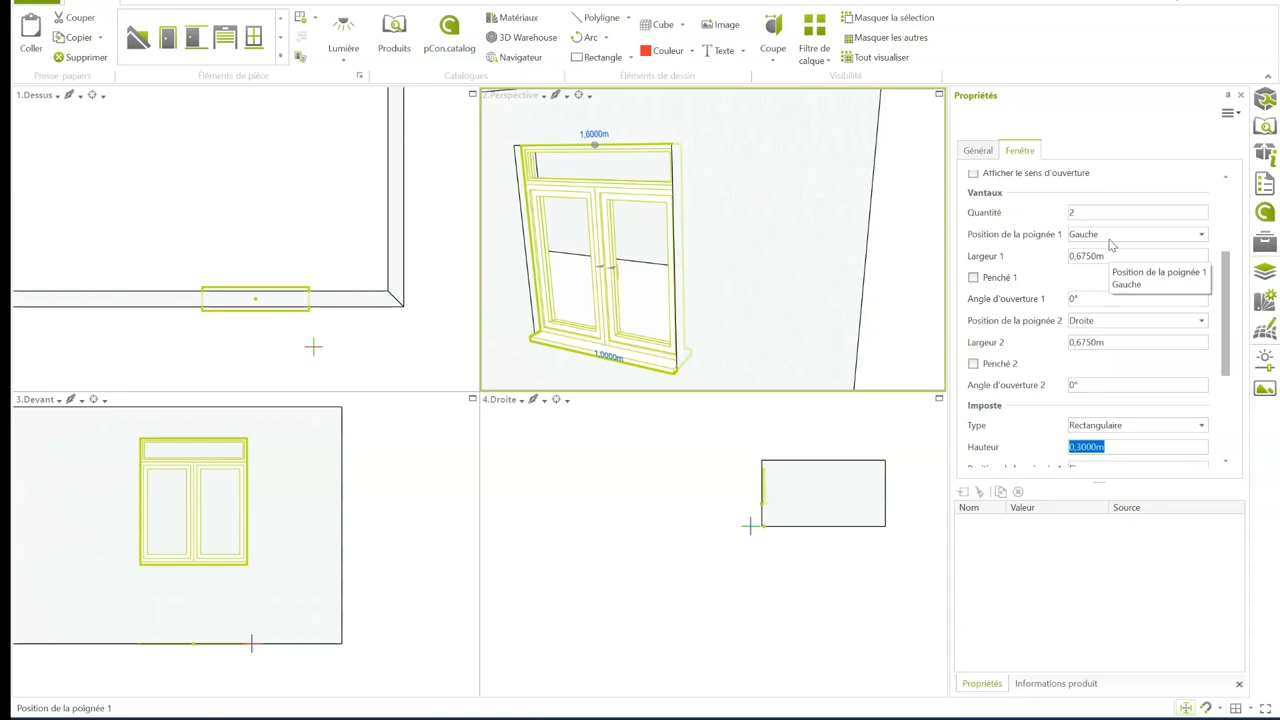 Coller
Couper
Copier
Supprimer
Presse-papiers
Éléments de pièce
Lumière
Produits
pCon.catalog
Matériaux
3D Warehouse
Navigateur
Catalogues
Polyligne
Arc
Rectangle
Cube
Couleur
Image
Texte
Éléments de dessin
Coupe
Filtre de
calque
Masquer la sélection
Masquer les autres
Tout visualiser
Visibilité
1.Dessus
2.Perspective
1,6000m
1,0000m
3.Devant
4.Droite
Propriétés
Général
Fenêtre
Afficher le sens d'ouverture
Vantaux
Quantité 2
Position de la poignée 1 Gauche
Largeur 1 0,6750m
Position de la poignée 1
Gauche
Penché 1
Angle d'ouverture 1 0°
Position de la poignée 2 Droite
Largeur 2 0,6750m
Penché 2
Angle d'ouverture 2 0°
Imposte
Type Rectangulaire
Hauteur 0,3000m
Nom Valeur Source
Propriétés
Informations produit
Position de la poignée 1